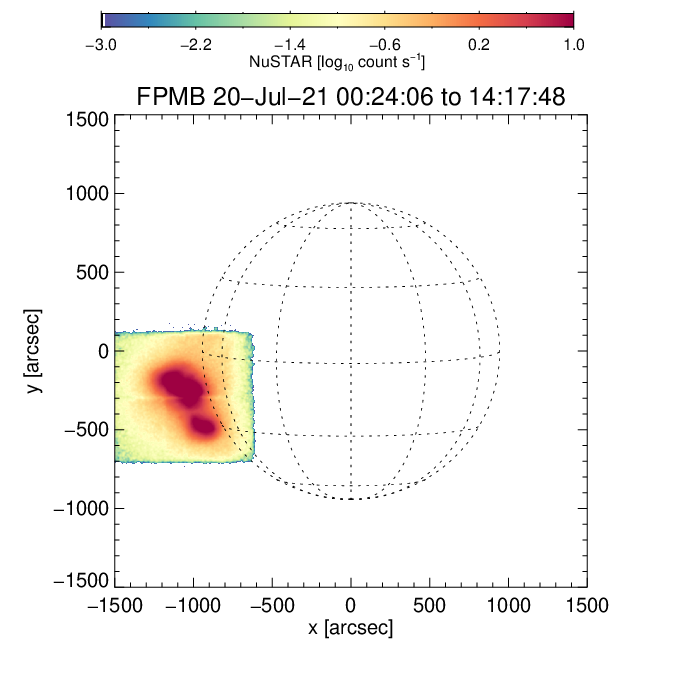 −3.0 −2.2 −1.4 −0.6 0.2 1.0
NuSTAR [log₁₀ count s⁻¹]
FPMB 20−Jul−21 00:24:06 to 14:17:48
1500
1000
500
0
−500
−1000
−1500
y [arcsec]
−1500 −1000 −500 0 500 1000 1500
x [arcsec]